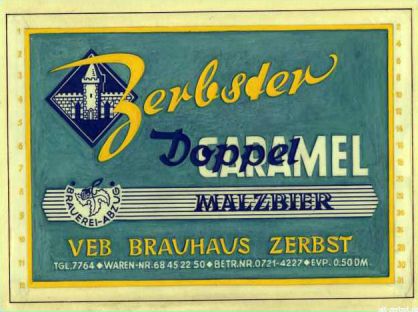 Zerbster
Doppel
CARAMEL
BRAUEREI-ABZUG
MALZBIER
VEB BRAUHAUS ZERBST
TGL.7764 ◆ WAREN-NR. 68 45 22 50 ◆ BETR.NR. 0721-4227 ◆ EVP. 0.50 DM.